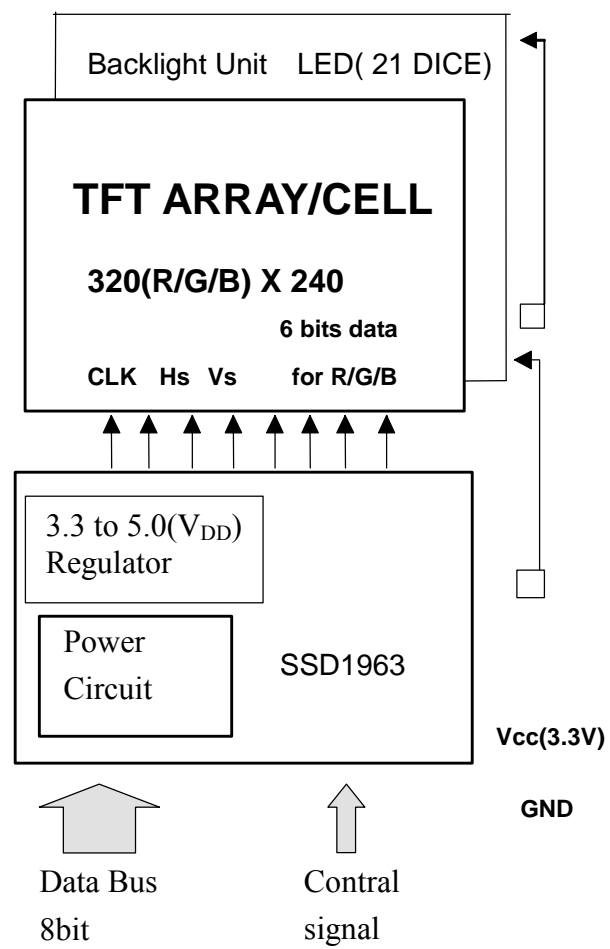 Backlight Unit LED( 21 DICE)
TFT ARRAY/CELL
320(R/G/B) X 240
6 bits data
CLK Hs Vs for R/G/B
3.3 to 5.0(VDD)
Regulator
Power
Circuit
SSD1963
Vcc(3.3V)
GND
Data Bus
8bit
Contral
signal